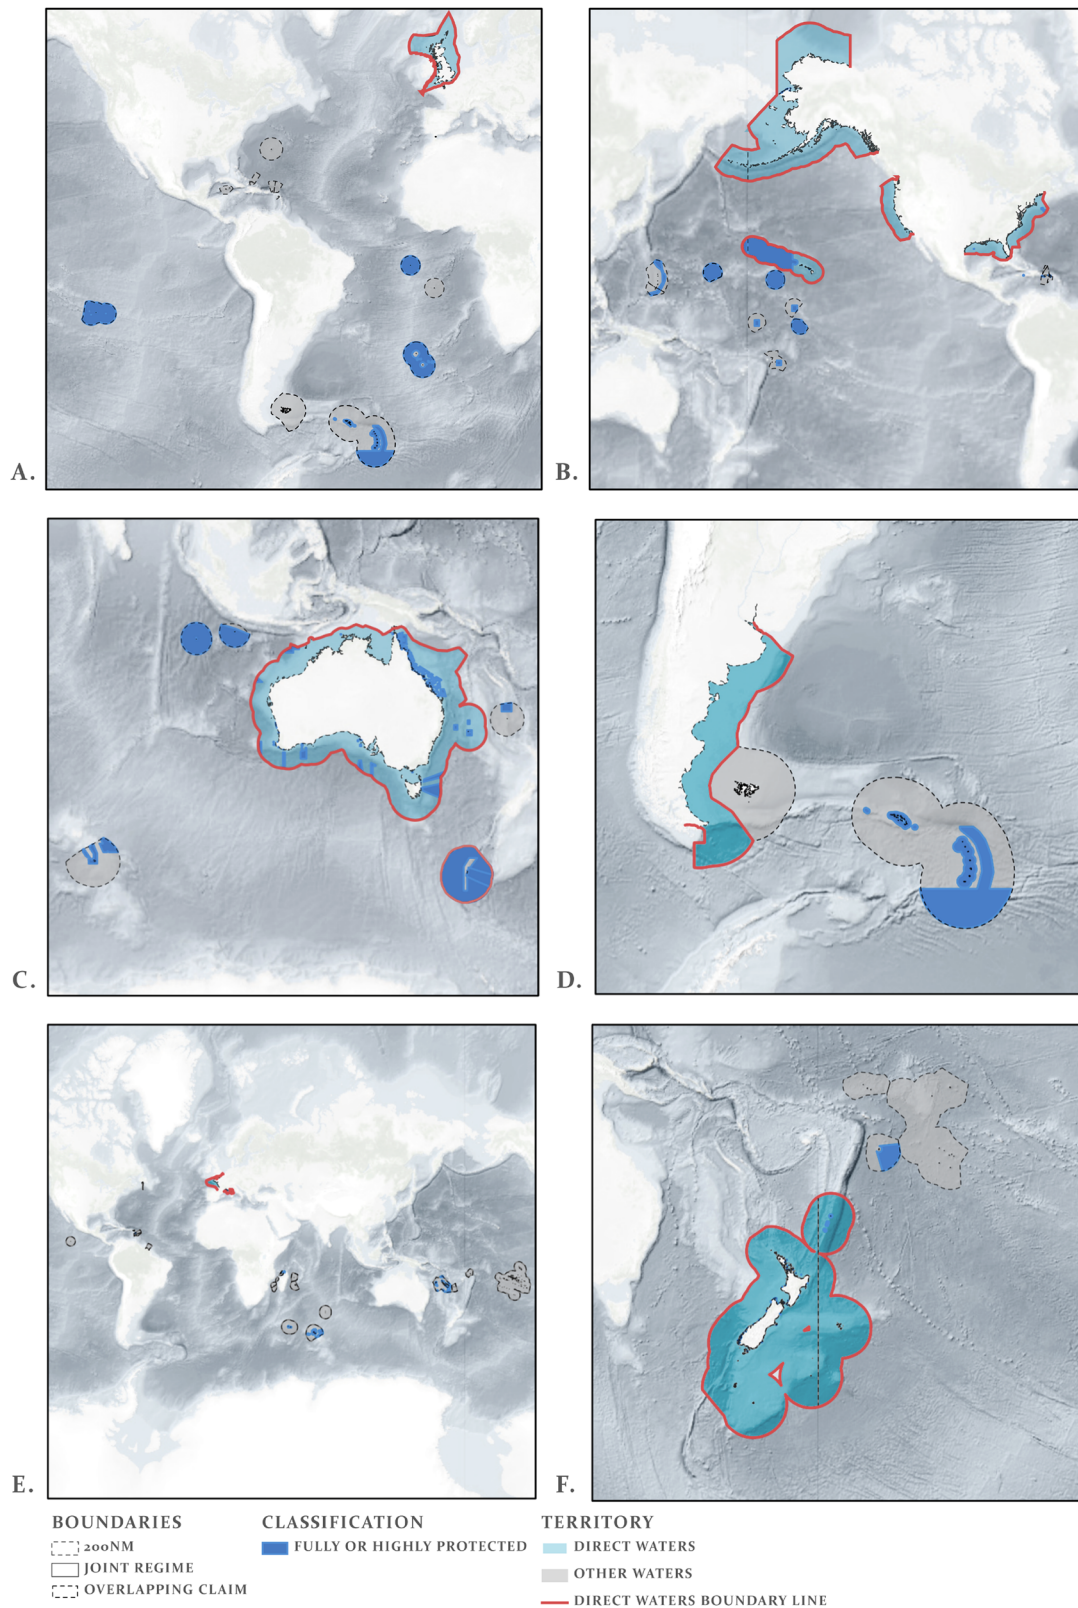 A.
B.
C.
D.
E.
F.
BOUNDARIES
200NM
JOINT REGIME
OVERLAPPING CLAIM
CLASSIFICATION
FULLY OR HIGHLY PROTECTED
TERRITORY
DIRECT WATERS
OTHER WATERS
DIRECT WATERS BOUNDARY LINE